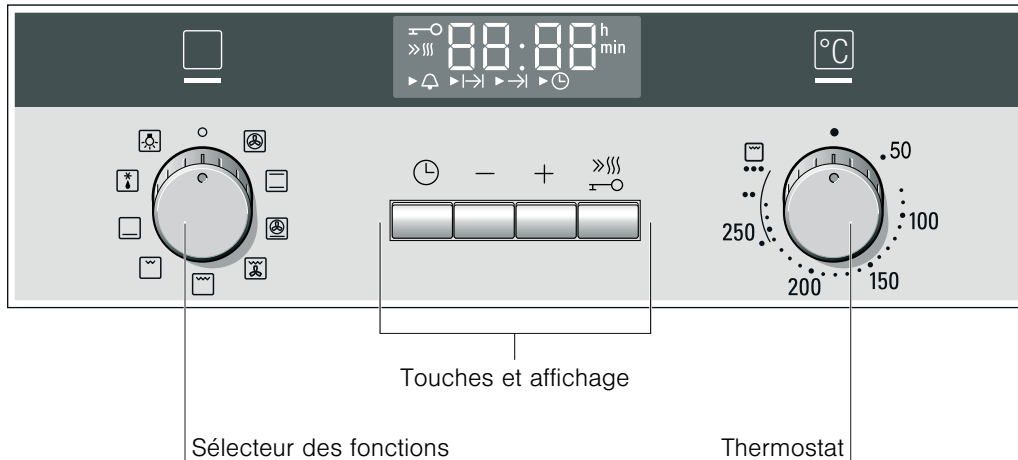 88:88 h
min
°C
50
100
150
200
250
Touches et affichage
Sélecteur des fonctions
Thermostat